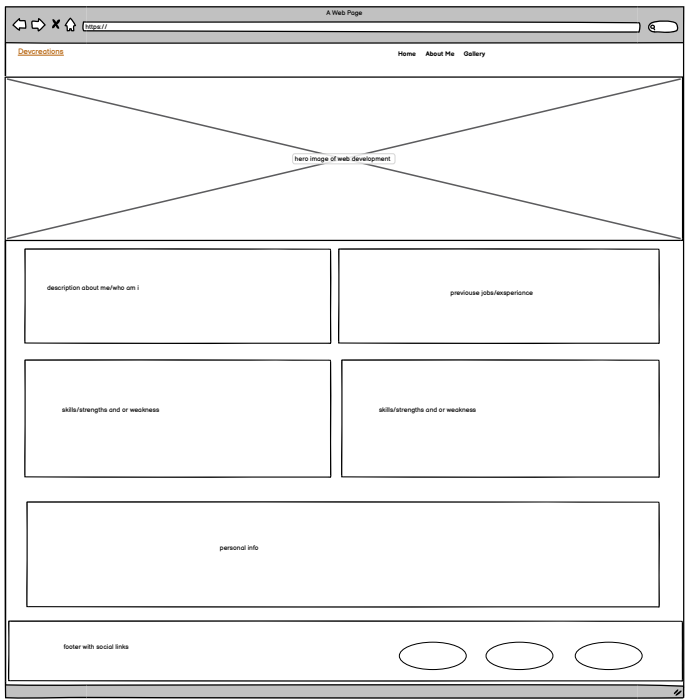 A Web Page
https://
Devcreations
Home About Me Gallery
hero image of web development
description about me/who am i
previouse jobs/exsperiance
skills/strengths and or weakness
skills/strengths and or weakness
personal info
footer with social links